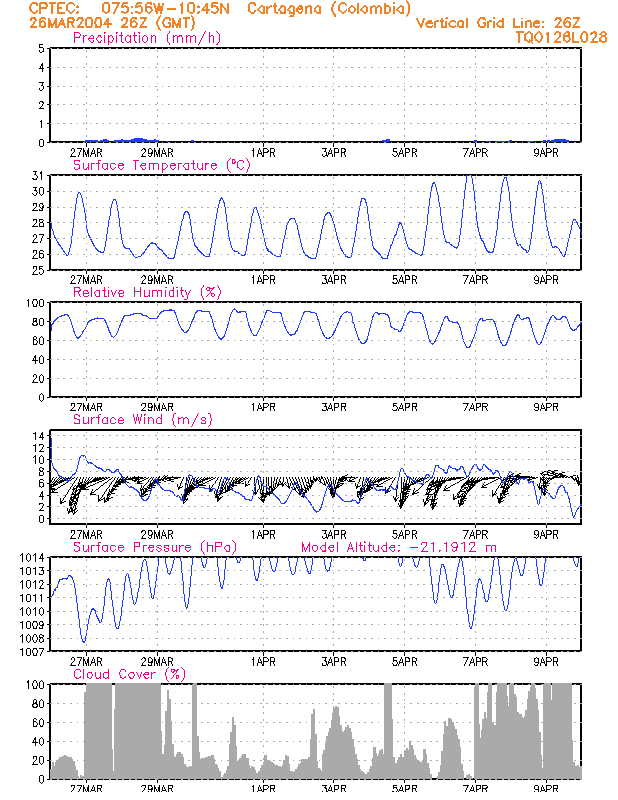 CPTEC: 075:56W-10:45N Cartagena (Colombia)
26MAR2004 26Z (GMT) Vertical Grid Line: 26Z
Precipitation (mm/h) TQ0126L028
5
4
3
2
1
0
27MAR 29MAR 1APR 3APR 5APR 7APR 9APR
Surface Temperature (°C)
31
30
29
28
27
26
25
27MAR 29MAR 1APR 3APR 5APR 7APR 9APR
Relative Humidity (%)
100
80
60
40
20
0
27MAR 29MAR 1APR 3APR 5APR 7APR 9APR
Surface Wind (m/s)
14
12
10
8
6
4
2
0
27MAR 29MAR 1APR 3APR 5APR 7APR 9APR
Surface Pressure (hPa) Model Altitude: -21.1912 m
1014
1013
1012
1011
1010
1009
1008
1007
27MAR 29MAR 1APR 3APR 5APR 7APR 9APR
Cloud Cover (%)
100
80
60
40
20
0
27MAR 29MAR 1APR 3APR 5APR 7APR 9APR